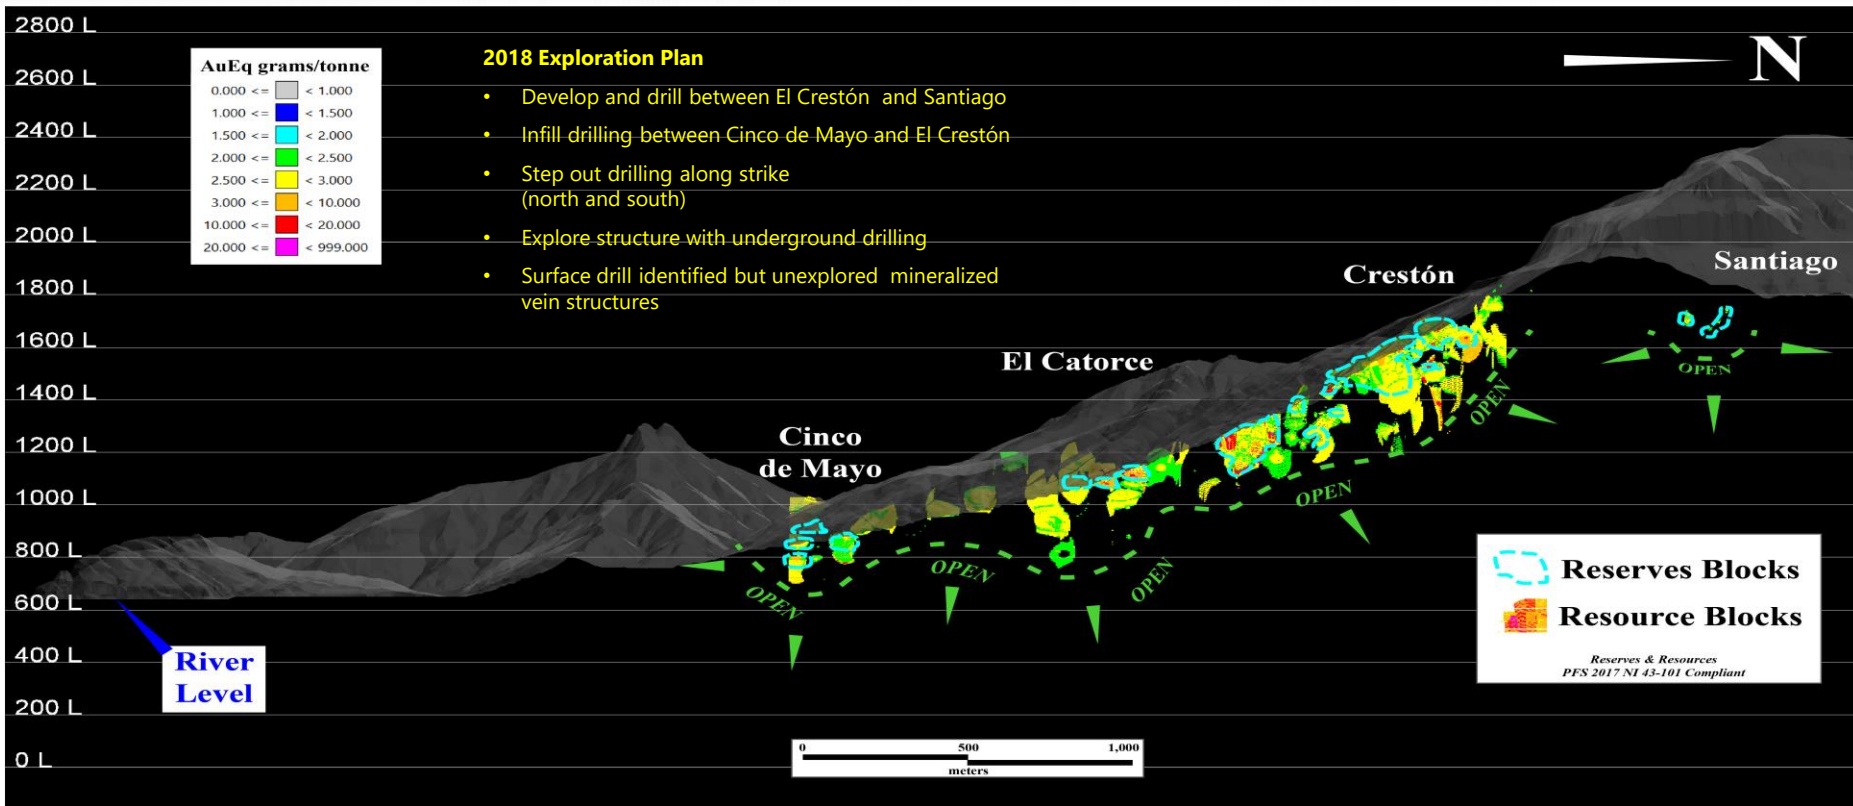 2800 L
2600 L
2400 L
2200 L
2000 L
1800 L
1600 L
1400 L
1200 L
1000 L
800 L
600 L
400 L
200 L
0 L
AuEq grams/tonne
0.000 <= < 1.000
1.000 <= < 1.500
1.500 <= < 2.000
2.000 <= < 2.500
2.500 <= < 3.000
3.000 <= < 10.000
10.000 <= < 20.000
20.000 <= < 999.000
2018 Exploration Plan
• Develop and drill between El Crestón and Santiago
• Infill drilling between Cinco de Mayo and El Crestón
• Step out drilling along strike
(north and south)
• Explore structure with underground drilling
• Surface drill identified but unexplored mineralized
vein structures
N
Santiago
Crestón
El Catorce
Cinco
de Mayo
OPEN
OPEN
OPEN
OPEN
OPEN
OPEN
River
Level
Reserves Blocks
Resource Blocks
Reserves & Resources
PFS 2017 NI 43-101 Compliant
0 500 1,000
meters